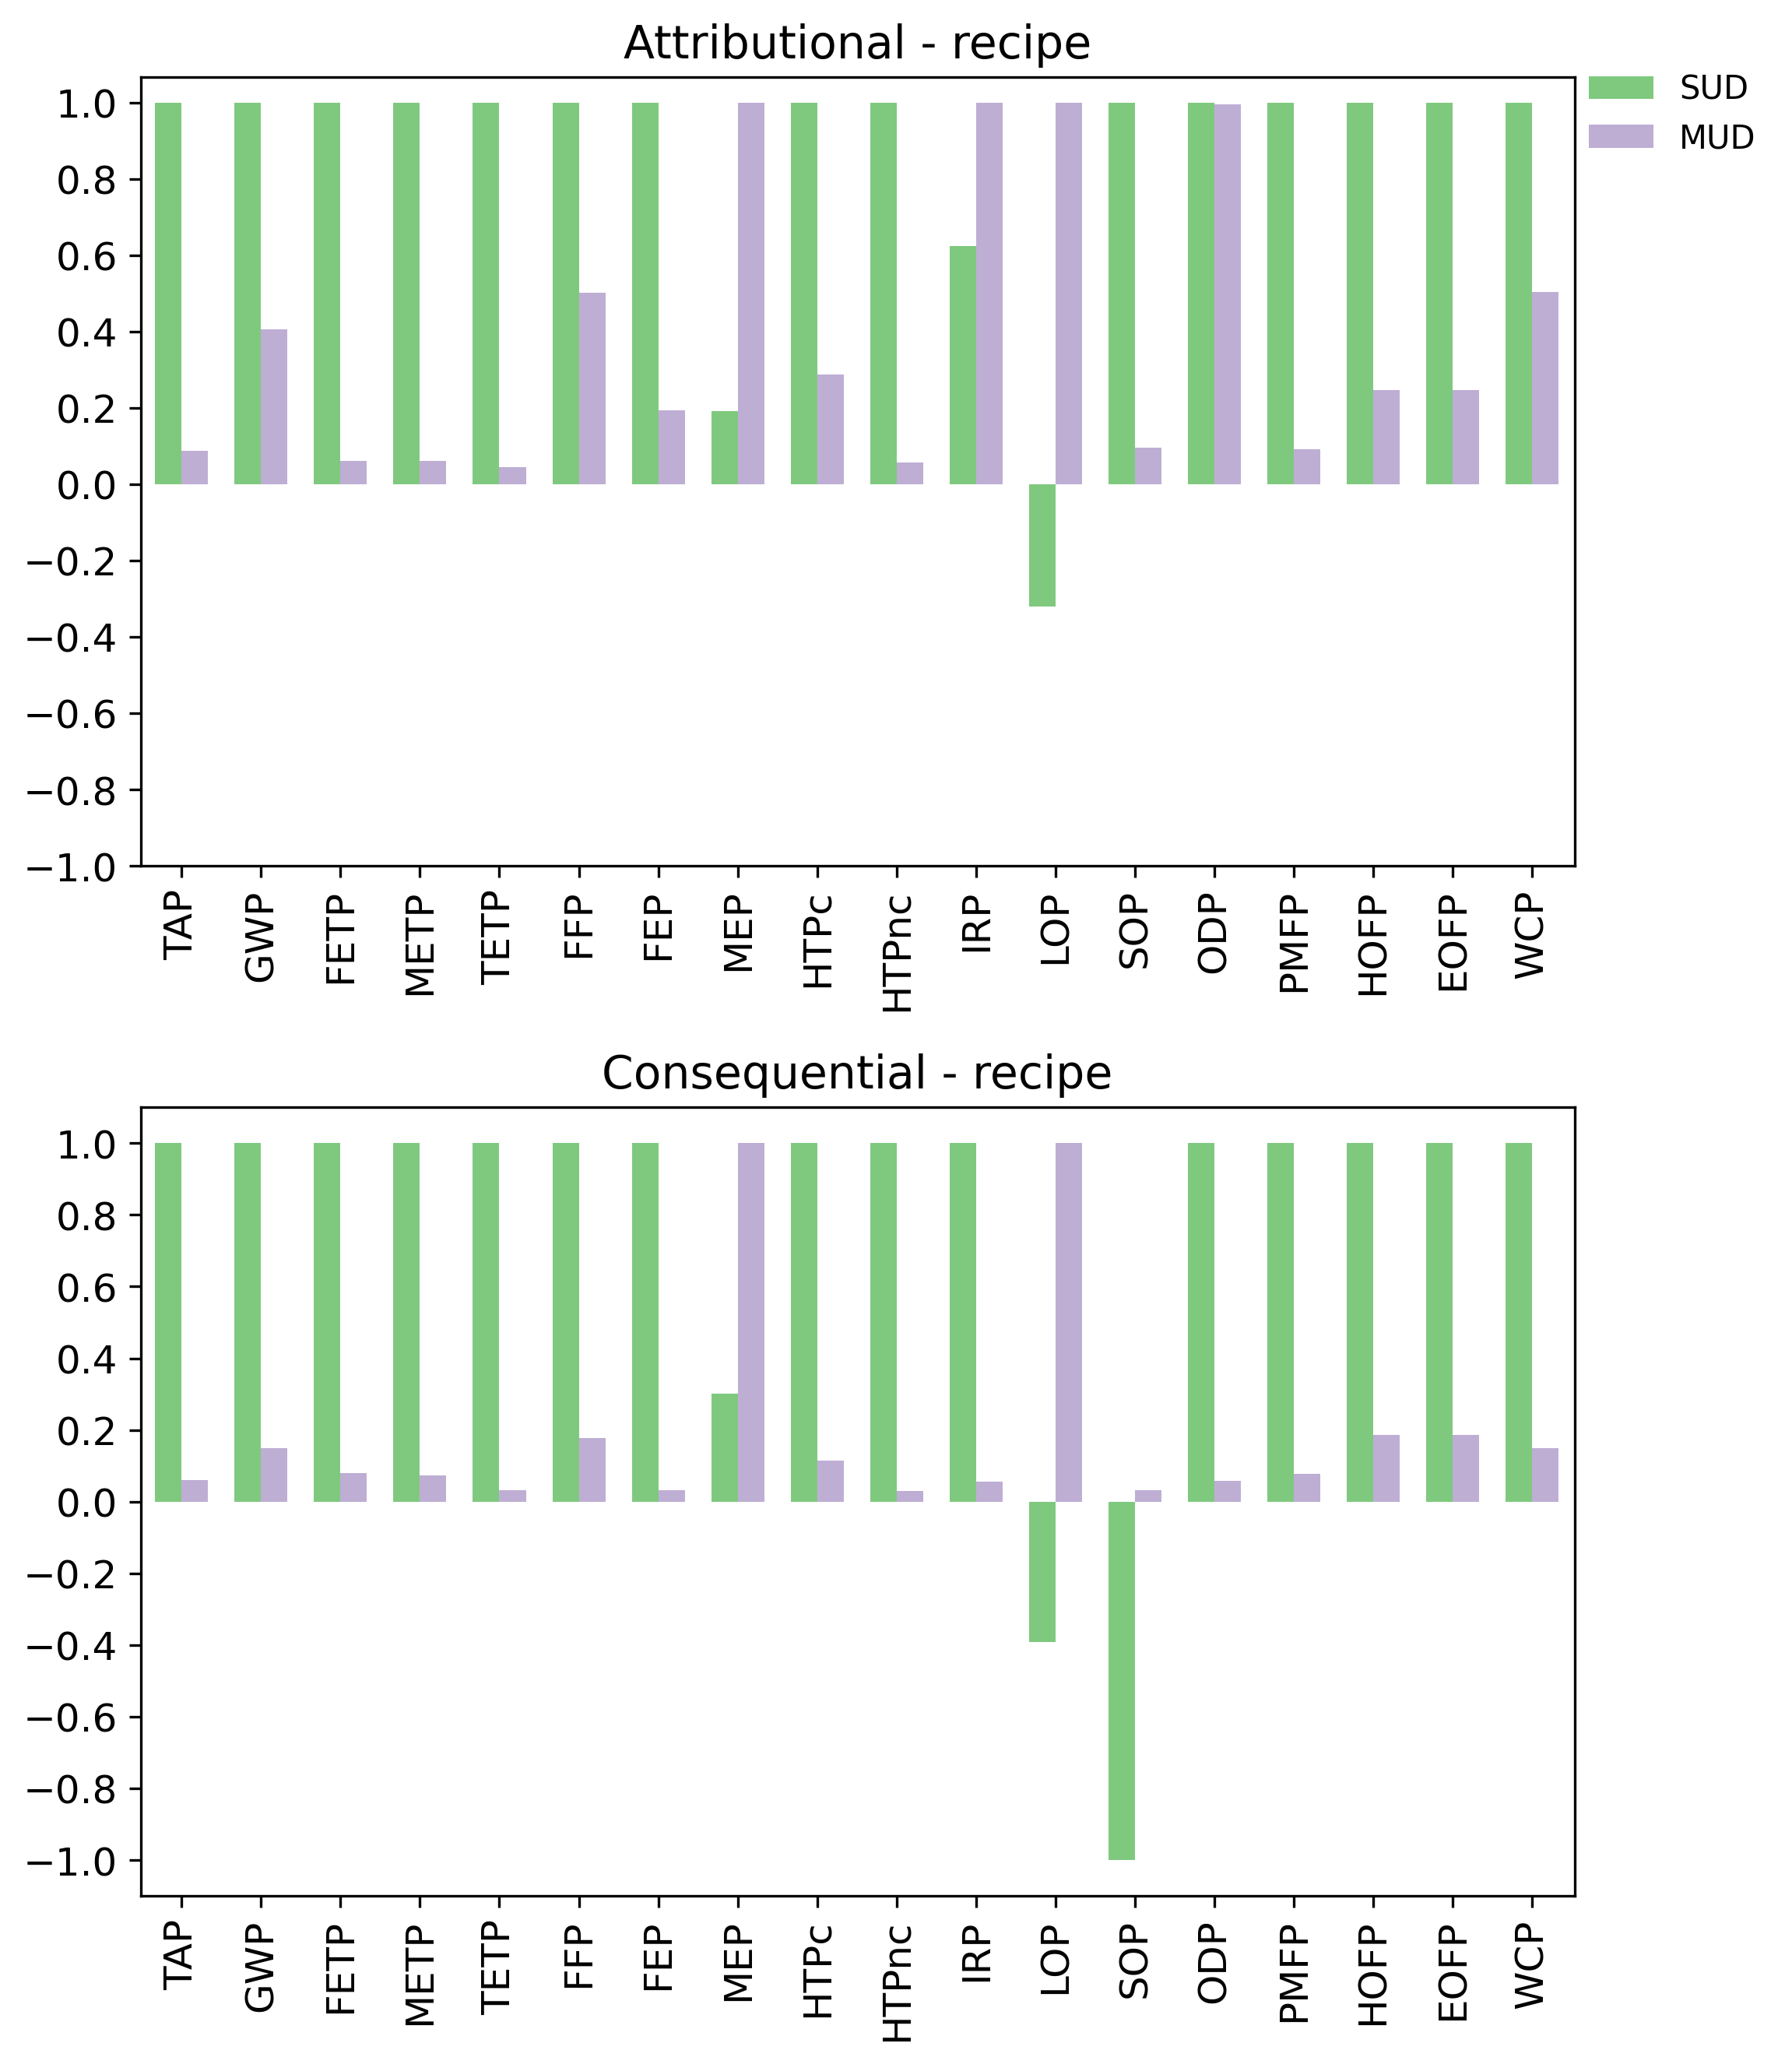 Attributional - recipe
SUD
MUD
1.0
0.8
0.6
0.4
0.2
0.0
−0.2
−0.4
−0.6
−0.8
−1.0
TAP
GWP
FETP
METP
TETP
FFP
FEP
MEP
HTPc
HTPnc
IRP
LOP
SOP
ODP
PMFP
HOFP
EOFP
WCP
Consequential - recipe
1.0
0.8
0.6
0.4
0.2
0.0
−0.2
−0.4
−0.6
−0.8
−1.0
TAP
GWP
FETP
METP
TETP
FFP
FEP
MEP
HTPc
HTPnc
IRP
LOP
SOP
ODP
PMFP
HOFP
EOFP
WCP